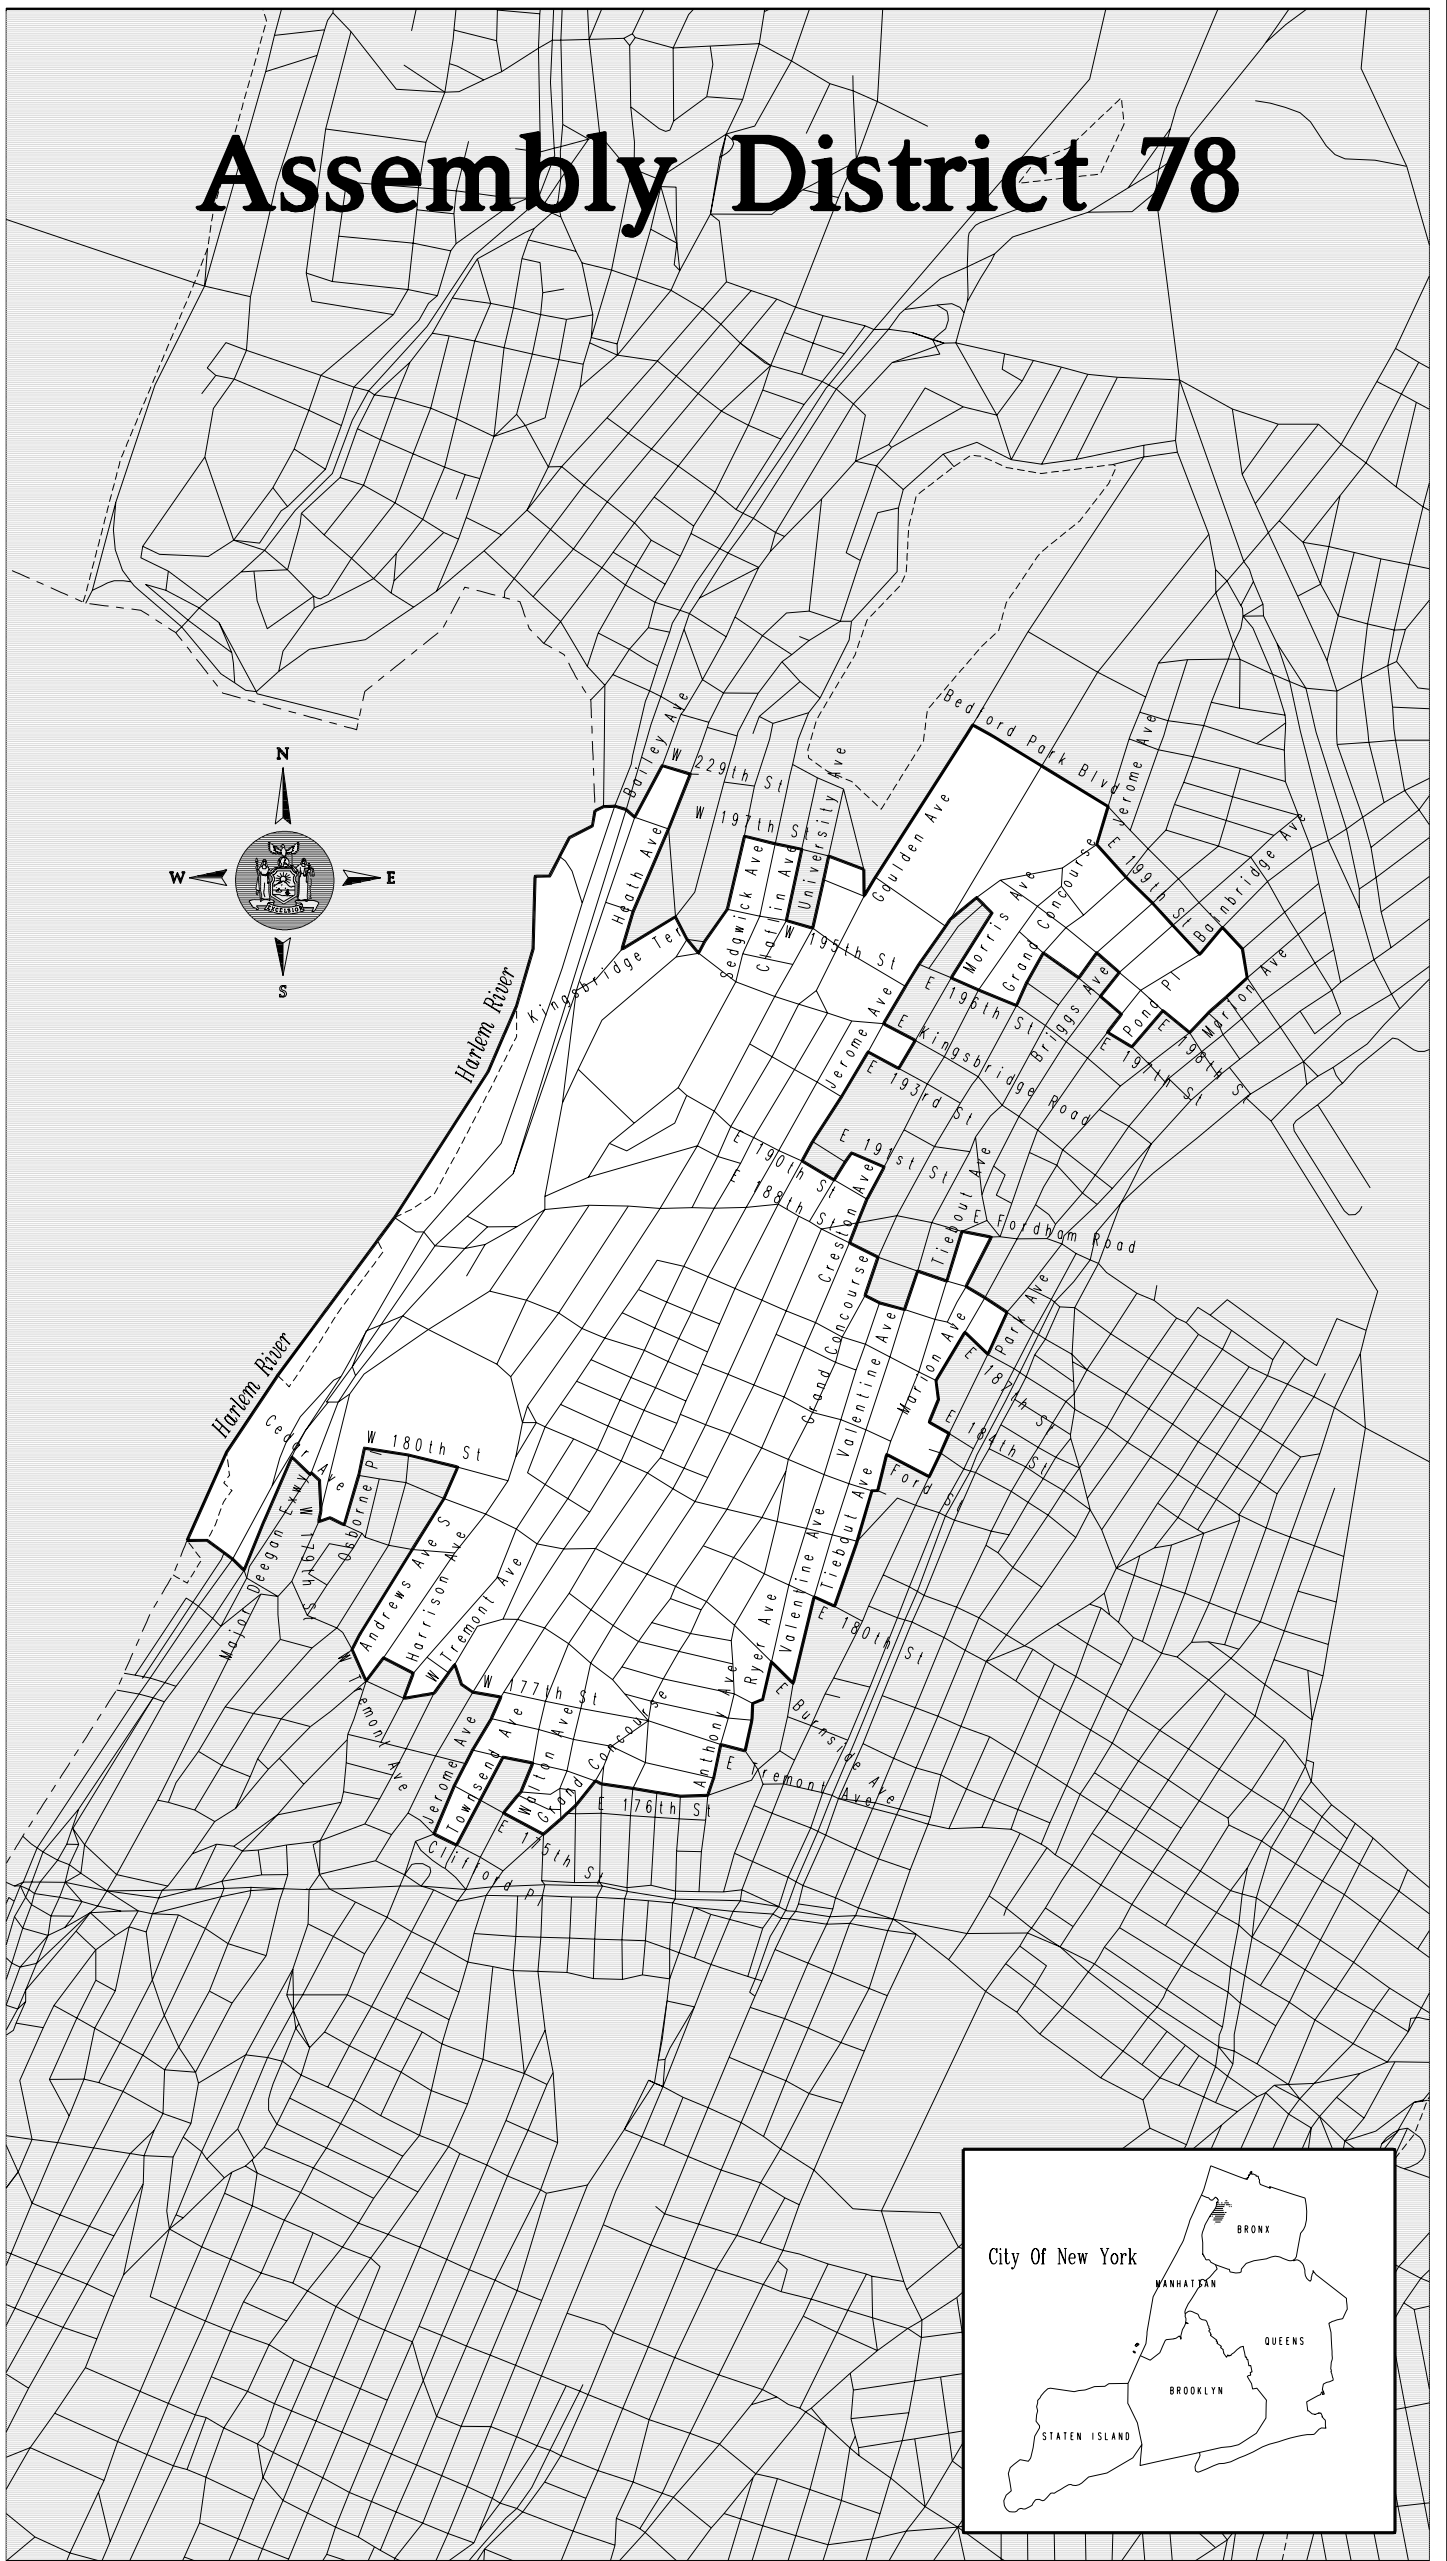 Assembly District 78
Bedford Park Blvd
Bailey Ave
W 229th St
N
W 197th St
University Ave
Jerome Ave
Goulden Ave
Heath Ave
Sedgwick Ave
Claflin Ave
E 199th St
Bainbridge Ave
W
E
EXCELSIOR
S
Kingsbridge Ter
W 195th St
Morris Ave
Grand Concourse
Grand Concourse
Briggs Ave
Pond Pl
Marion Ave
E 196th St
E 197th St
E 198th St
Harlem River
Jerome Ave
E Kingsbridge Road
E 193rd St
E 191st St
E 190th St
E 188th St
Creston Ave
Tiebout Ave
E Fordham Road
Grand Concourse
Valentine Ave
Marion Ave
Park Ave
E 187th St
E 184th St
Harlem River
Cedar Ave
W 180th St
Ford St
Major Deegan Exwy
W 179th St
Osborne Pl
Andrews Ave S
Harrison Ave
W Tremont Ave
Valentine Ave
Tiebout Ave
E 180th St
Ryer Ave
W Tremont Ave
W 177th St
E Burnside Ave
Anthony Ave
E Tremont Ave
Jerome Ave
Townsend Ave
Walton Ave
Grand Concourse
E 176th St
E 175th St
Clifford Pl
City Of New York
BRONX
MANHATTAN
QUEENS
BROOKLYN
STATEN ISLAND